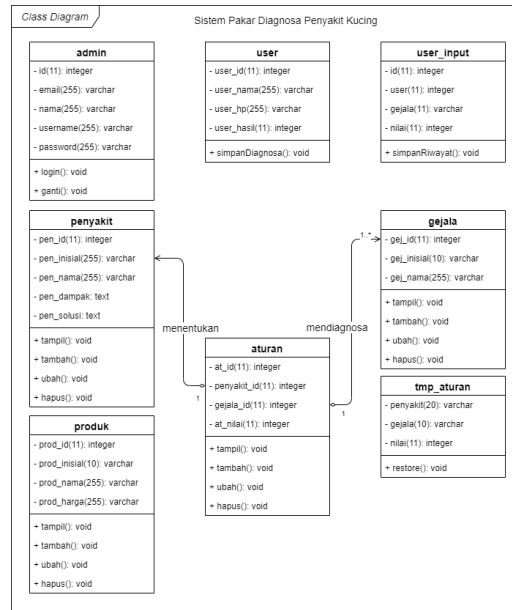 Class Diagram
Sistem Pakar Diagnosa Penyakit Kucing
admin
- id(11): integer
- email(255): varchar
- nama(255): varchar
- username(255): varchar
- password(255): varchar
+ login(): void
+ ganti(): void
user
- user_id(11): integer
- user_nama(255): varchar
- user_hp(255): varchar
- user_hasil(11): integer
+ simpanDiagnosa(): void
user_input
- id(11): integer
- user(11): integer
- gejala(11): varchar
- nilai(11): integer
+ simpanRiwayat(): void
penyakit
- pen_id(11): integer
- pen_inisial(255): varchar
- pen_nama(255): varchar
- pen_dampak: text
- pen_solusi: text
+ tampil(): void
+ tambah(): void
+ ubah(): void
+ hapus(): void
menentukan
1
aturan
- at_id(11): integer
- penyakit_id(11): integer
- gejala_id(11): integer
- at_nilai(11): integer
+ tampil(): void
+ tambah(): void
+ ubah(): void
+ hapus(): void
mendiagnosa
1..*
1
gejala
- gej_id(11): integer
- gej_inisial(10): varchar
- gej_nama(255): varchar
+ tampil(): void
+ tambah(): void
+ ubah(): void
+ hapus(): void
produk
- prod_id(11): integer
- prod_inisial(10): varchar
- prod_nama(255): varchar
- prod_harga(255): varchar
+ tampil(): void
+ tambah(): void
+ ubah(): void
+ hapus(): void
tmp_aturan
- penyakit(20): varchar
- gejala(10): varchar
- nilai(11): integer
+ restore(): void